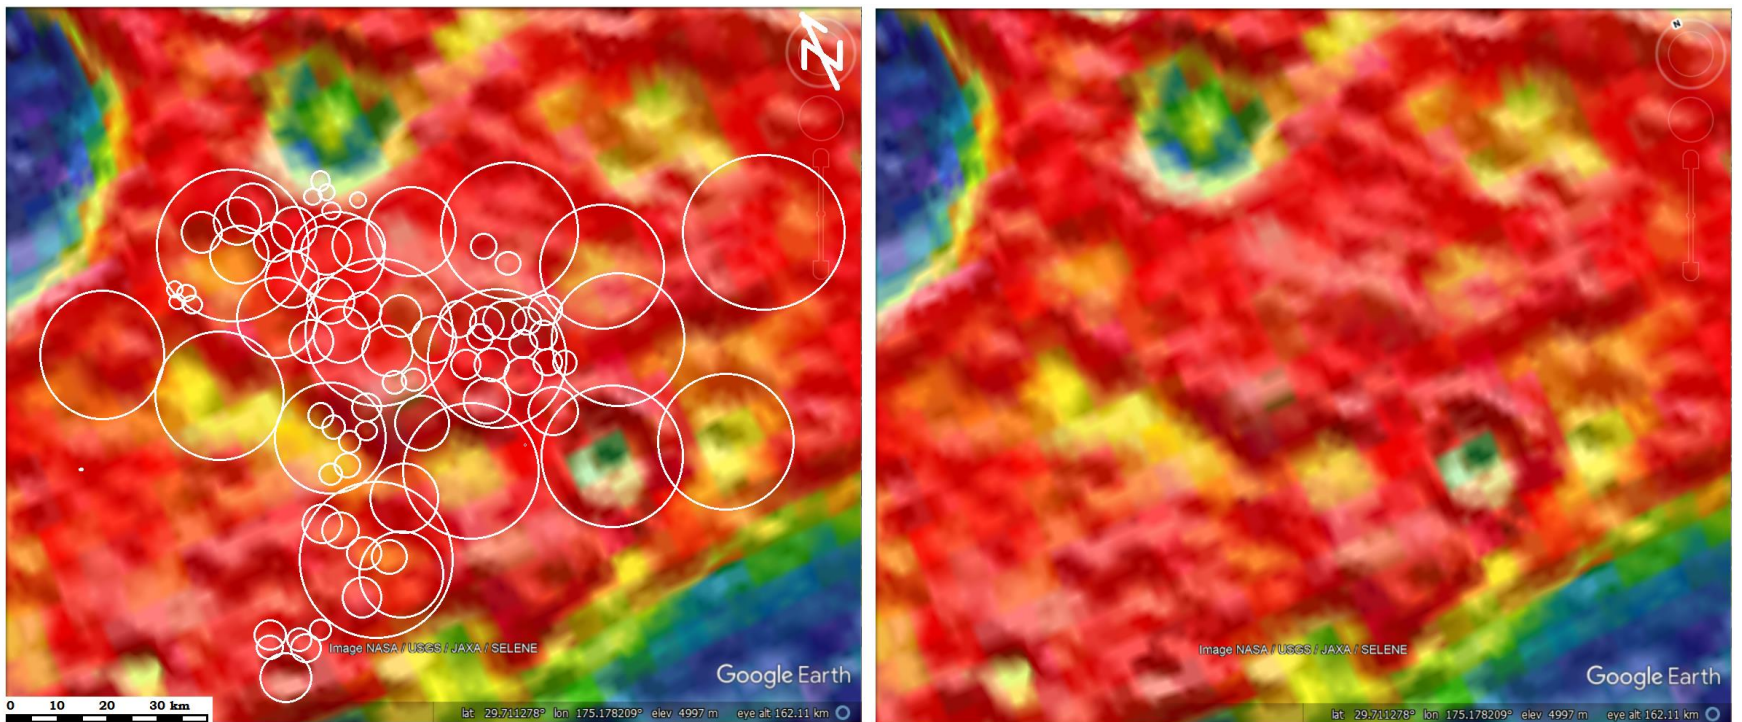 N
N
Image NASA / USGS / JAXA / SELENE
Image NASA / USGS / JAXA / SELENE
Google Earth
Google Earth
0 10 20 30 km
lat 29.711278° lon 175.178209° elev 4997 m eye alt 162.11 km
lat 29.711278° lon 175.178209° elev 4997 m eye alt 162.11 km